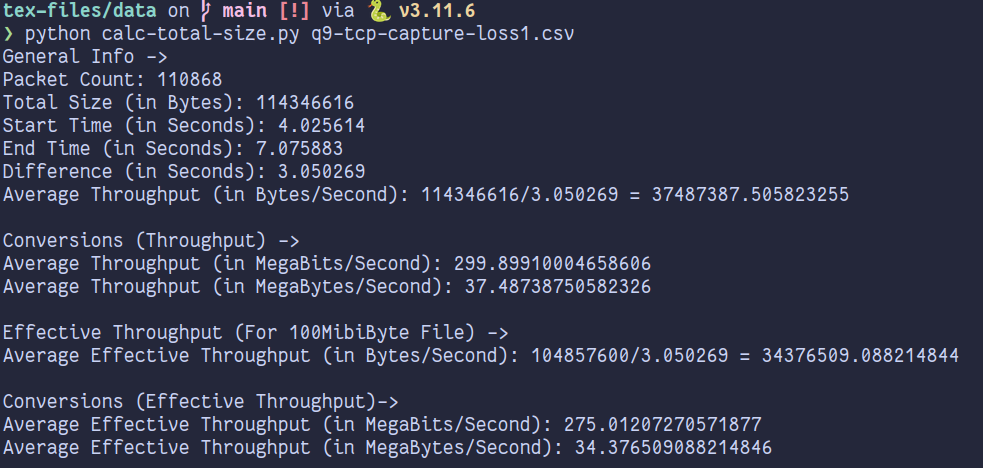 tex-files/data on main [!] via 🐍 v3.11.6
❯ python calc-total-size.py q9-tcp-capture-loss1.csv
General Info ->
Packet Count: 110868
Total Size (in Bytes): 114346616
Start Time (in Seconds): 4.025614
End Time (in Seconds): 7.075883
Difference (in Seconds): 3.050269
Average Throughput (in Bytes/Second): 114346616/3.050269 = 37487387.505823255
Conversions (Throughput) ->
Average Throughput (in MegaBits/Second): 299.89910004658606
Average Throughput (in MegaBytes/Second): 37.48738750582326
Effective Throughput (For 100MibiByte File) ->
Average Effective Throughput (in Bytes/Second): 104857600/3.050269 = 34376509.088214844
Conversions (Effective Throughput)->
Average Effective Throughput (in MegaBits/Second): 275.01207270571877
Average Effective Throughput (in MegaBytes/Second): 34.376509088214846